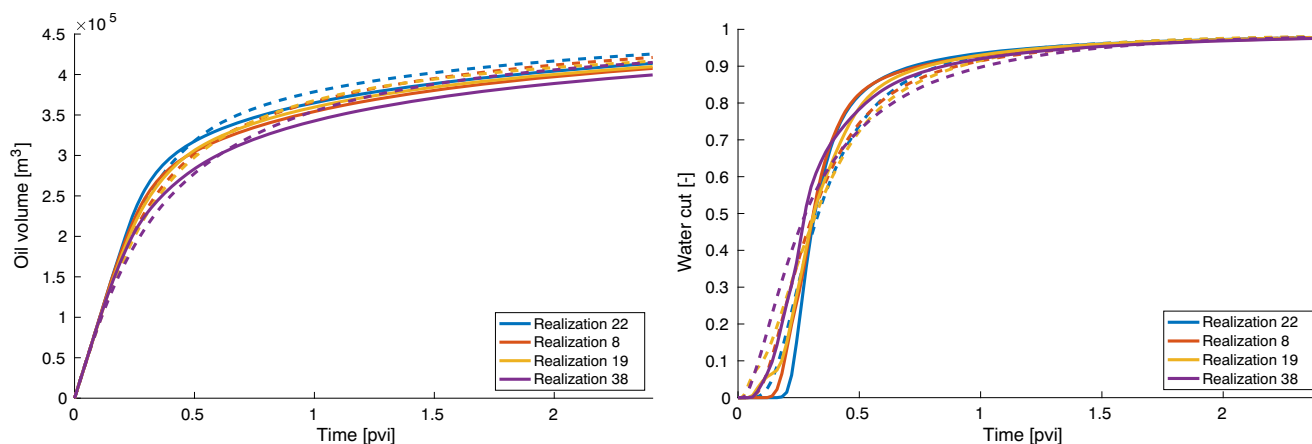 ×10⁵
4.5
4
3.5
3
2.5
2
1.5
1
0.5
0
0 0.5 1 1.5 2
Oil volume [m³]
Time [pvi]
Realization 22
Realization 8
Realization 19
Realization 38
1
0.9
0.8
0.7
0.6
0.5
0.4
0.3
0.2
0.1
0
0 0.5 1 1.5 2
Water cut [-]
Time [pvi]
Realization 22
Realization 8
Realization 19
Realization 38